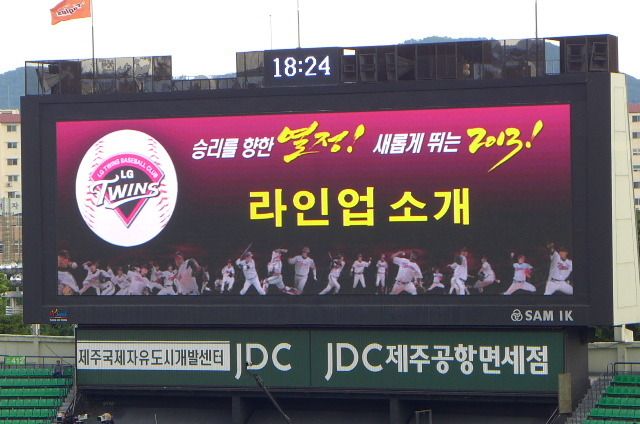 18:24
승리를 향한 열정! 새롭게 뛰는 2013!
LG TWINS BASEBALL CLUB
LG
TWINS
라인업 소개
SAM IK
제주국제자유도시개발센터 JDC JDC 제주공항면세점
412